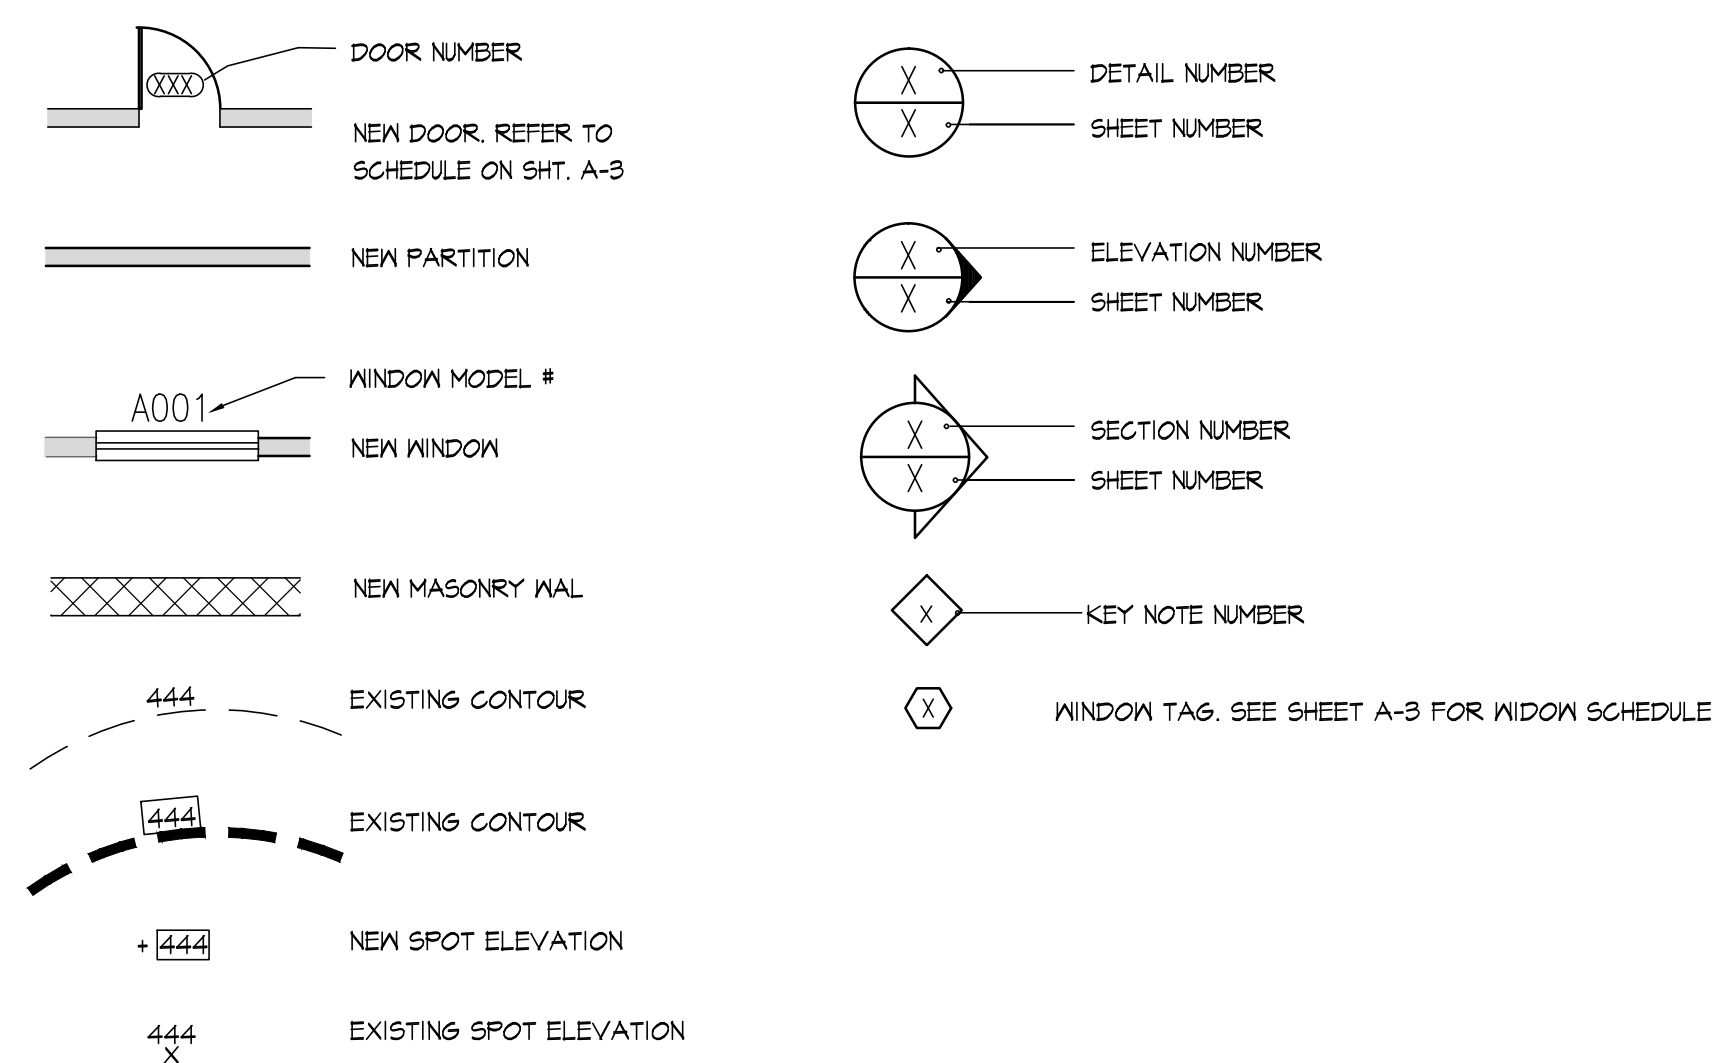 DOOR NUMBER
XXX
NEW DOOR. REFER TO
SCHEDULE ON SHT. A-3
NEW PARTITION
WINDOW MODEL #
A001
NEW WINDOW
NEW MASONRY WAL
444
EXISTING CONTOUR
444
EXISTING CONTOUR
+ 444
NEW SPOT ELEVATION
444
X
EXISTING SPOT ELEVATION
X
DETAIL NUMBER
X
SHEET NUMBER
X
ELEVATION NUMBER
X
SHEET NUMBER
X
SECTION NUMBER
X
SHEET NUMBER
X
KEY NOTE NUMBER
X
WINDOW TAG. SEE SHEET A-3 FOR WIDOW SCHEDULE